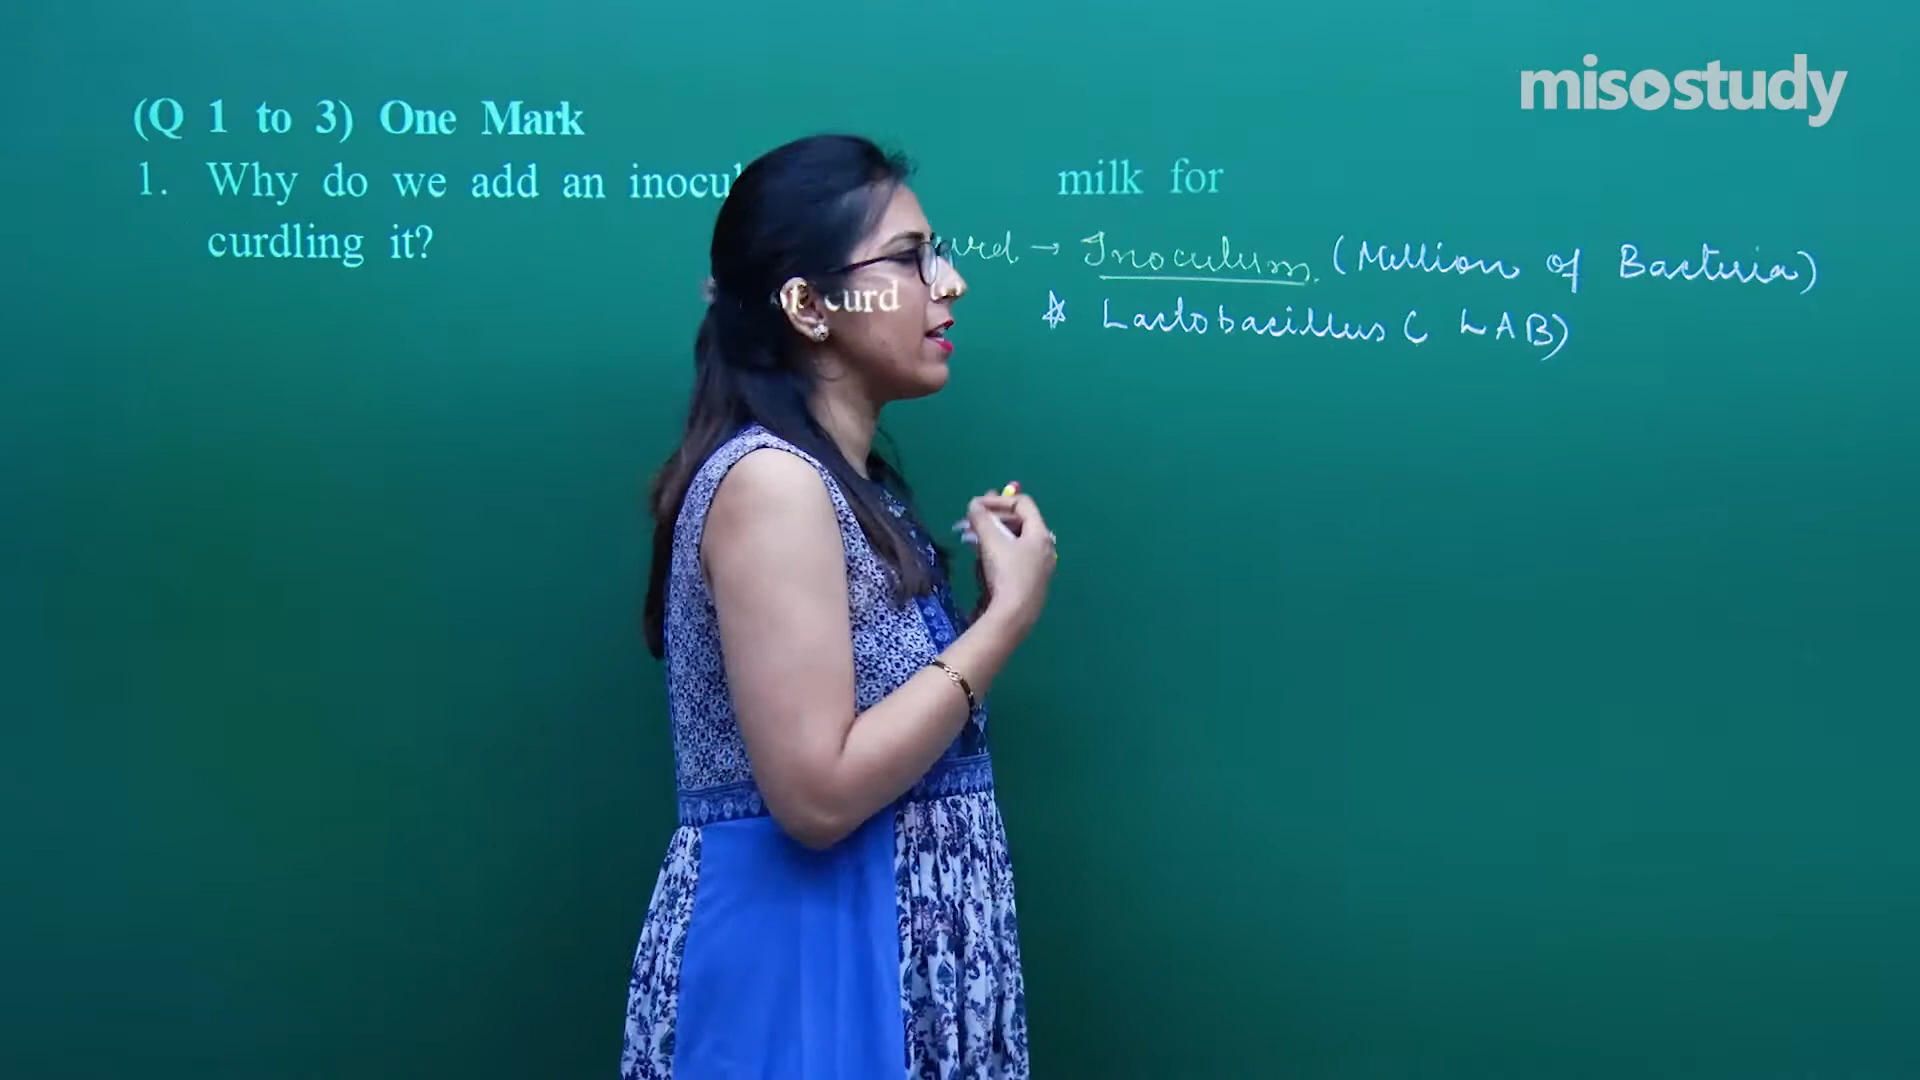 misostudy
(Q 1 to 3) One Mark
1. Why do we add an milk for
curdling it?
→ Inoculum (Million of Bacteria)
curd
* Lactobacillus ( LAB)